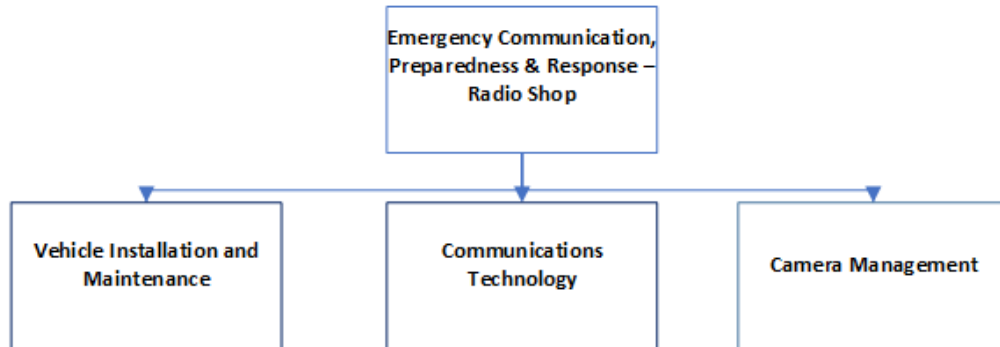 Emergency Communication,
Preparedness & Response –
Radio Shop
Vehicle Installation and
Maintenance
Communications
Technology
Camera Management